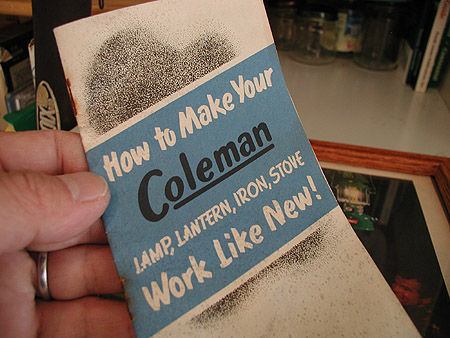 How to Make Your
Coleman
LAMP, LANTERN, IRON, STOVE
Work Like New!